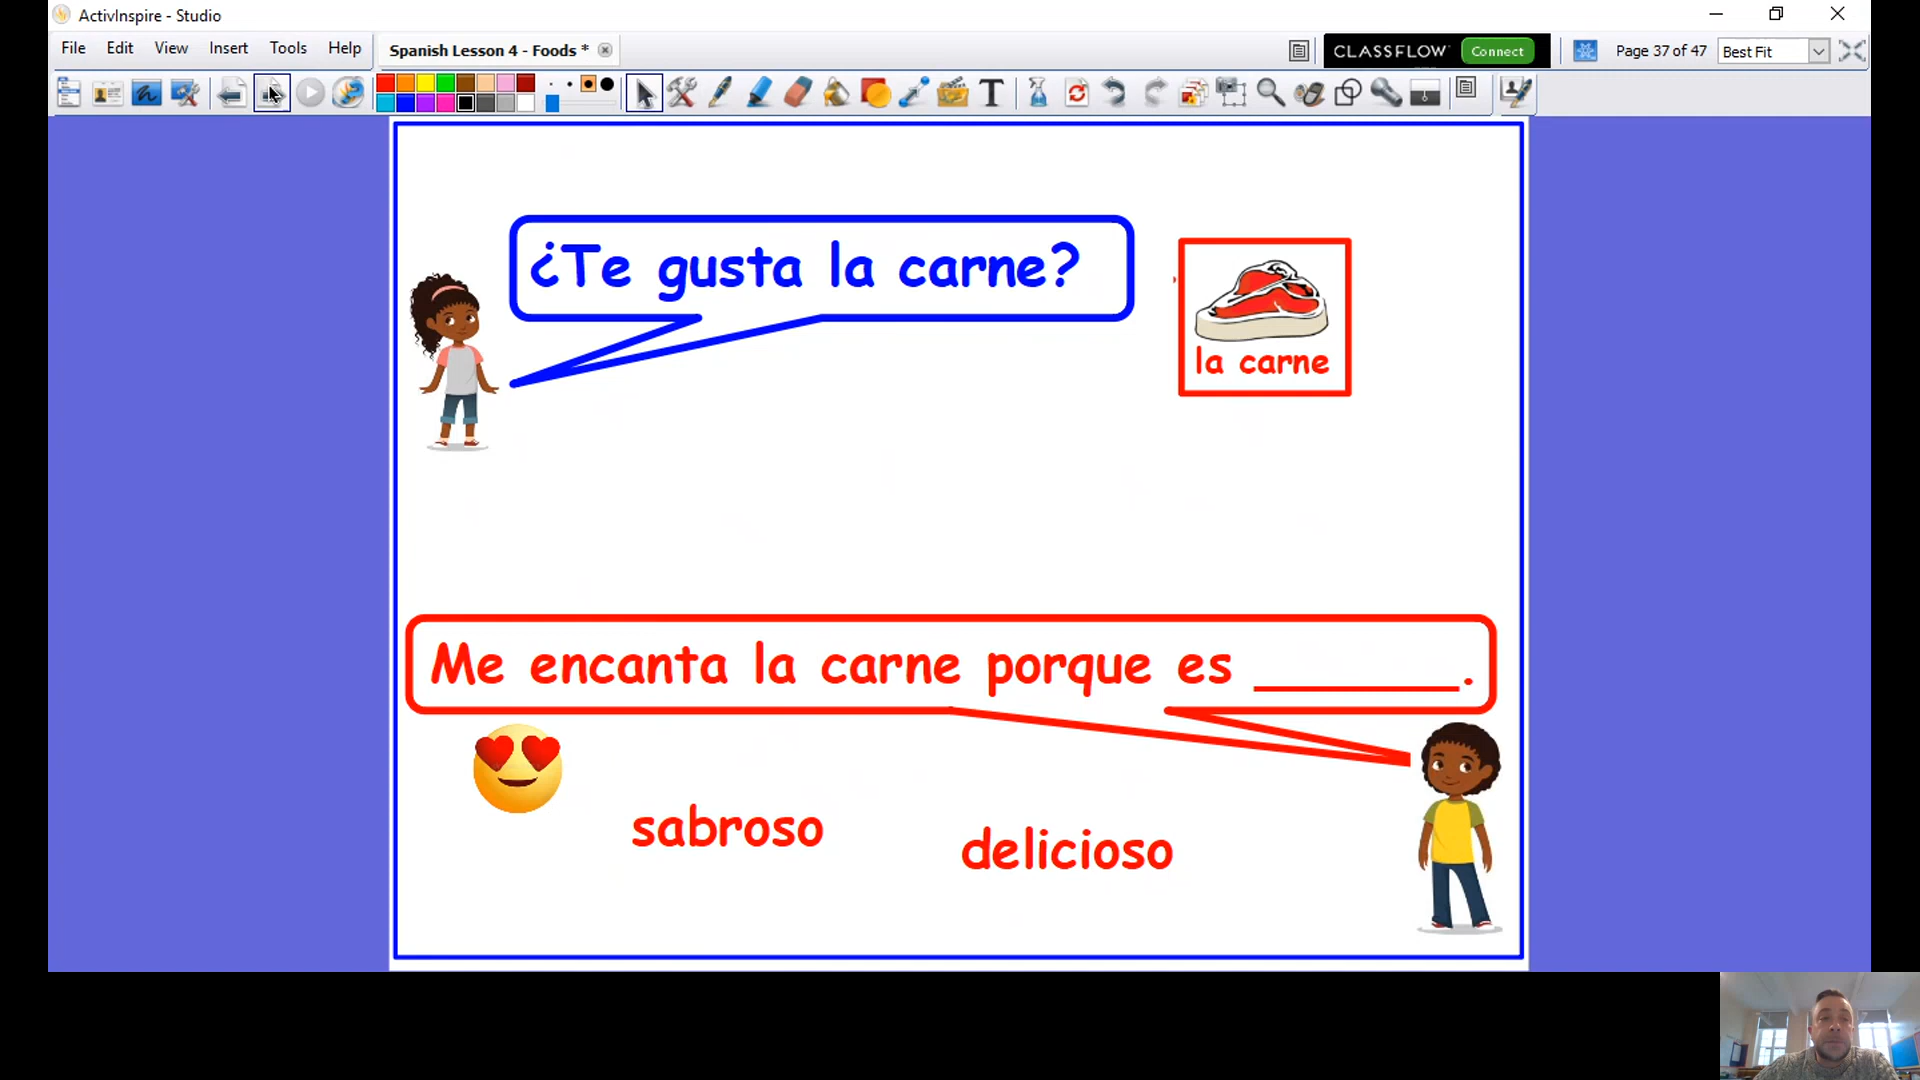 ActivInspire - Studio
File Edit View Insert Tools Help
Spanish Lesson 4 - Foods *
CLASSFLOW Connect
Page 37 of 47
Best Fit
¿Te gusta la carne?
la carne
Me encanta la carne porque es ________.
sabroso
delicioso